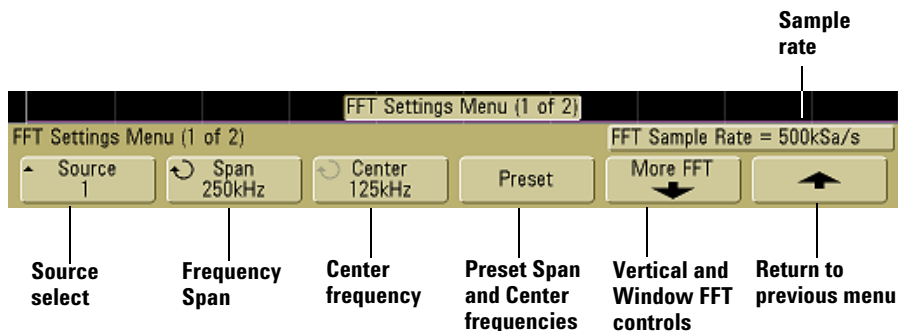 Sample
rate
FFT Settings Menu (1 of 2)
FFT Settings Menu (1 of 2)
FFT Sample Rate = 500kSa/s
Source
1
Span
250kHz
Center
125kHz
Preset
More FFT
Source
select
Frequency
Span
Center
frequency
Preset Span
and Center
frequencies
Vertical and
Window FFT
controls
Return to
previous menu